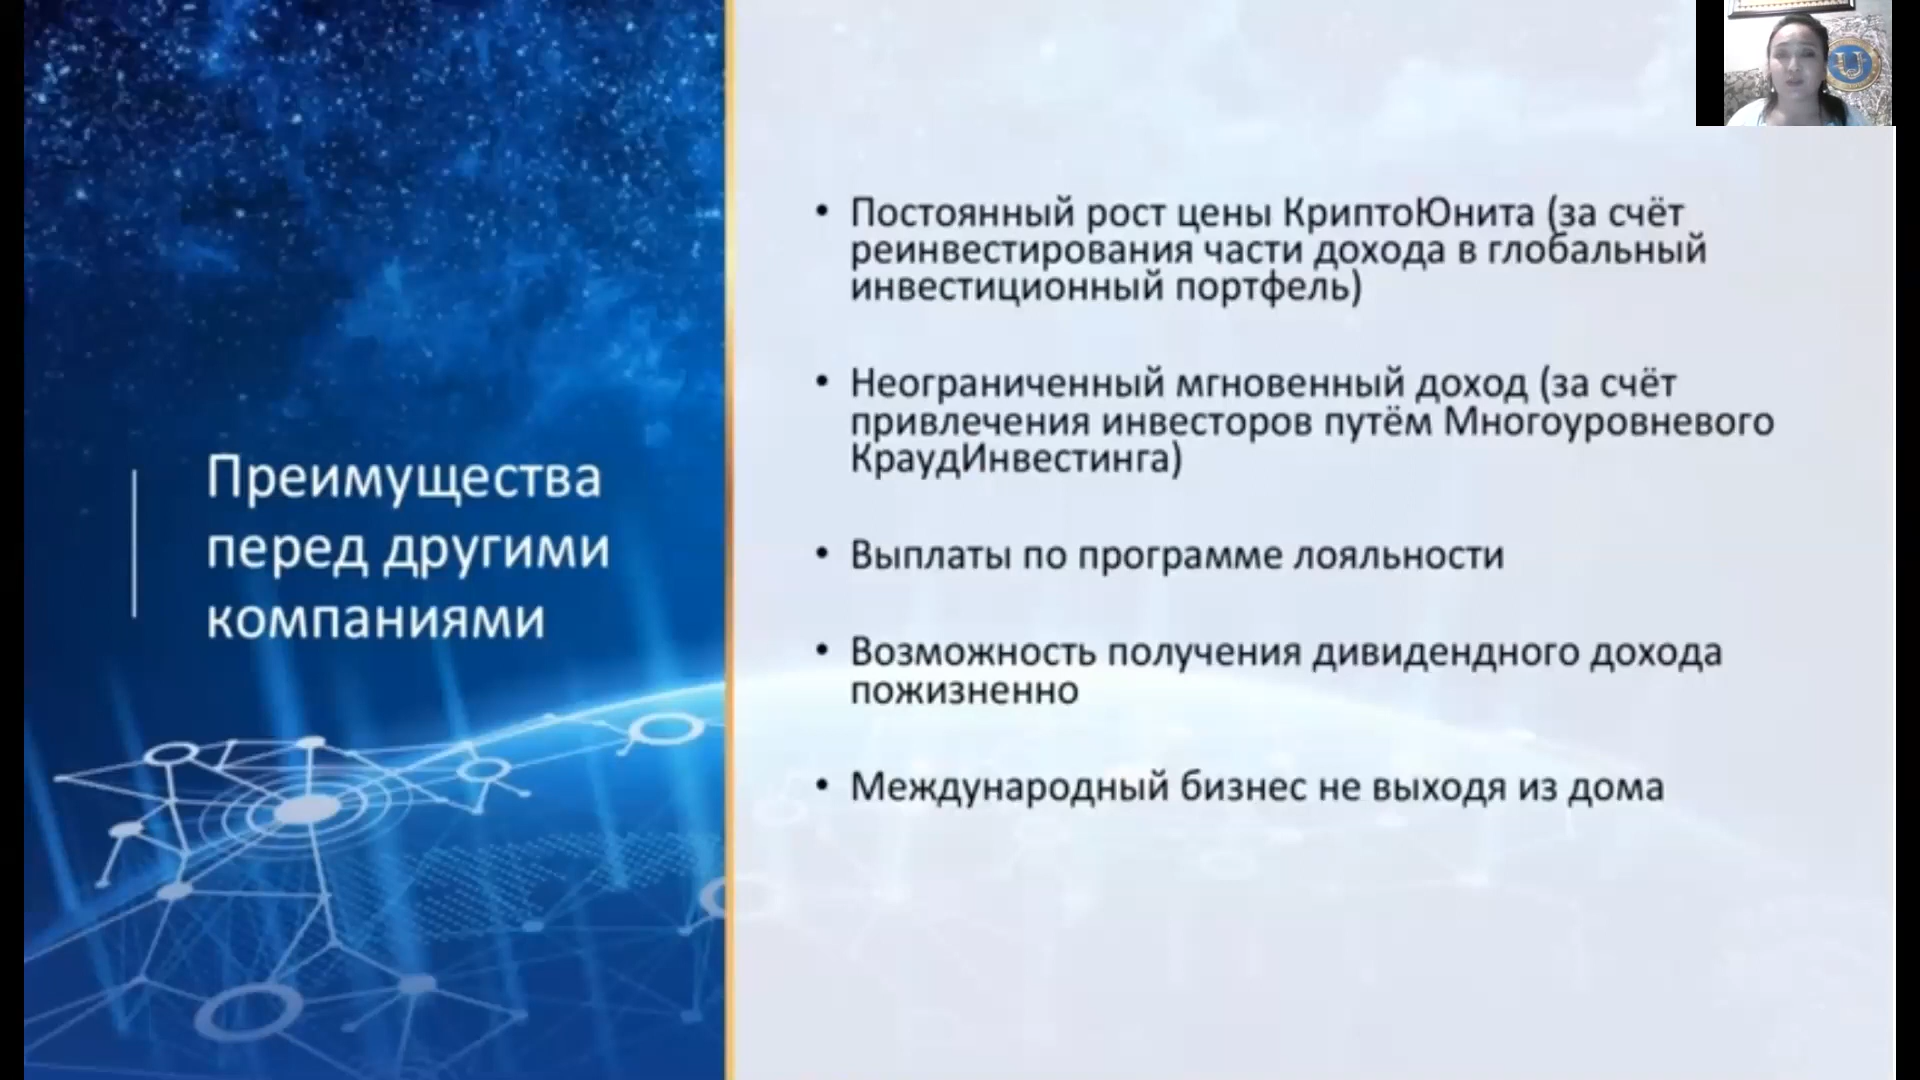 Преимущества
перед другими
компаниями
• Постоянный рост цены КриптоЮнита (за счёт
реинвестирования части дохода в глобальный
инвестиционный портфель)
• Неограниченный мгновенный доход (за счёт
привлечения инвесторов путём Многоуровневого
КраудИнвестинга)
• Выплаты по программе лояльности
• Возможность получения дивидендного дохода
пожизненно
• Международный бизнес не выходя из дома